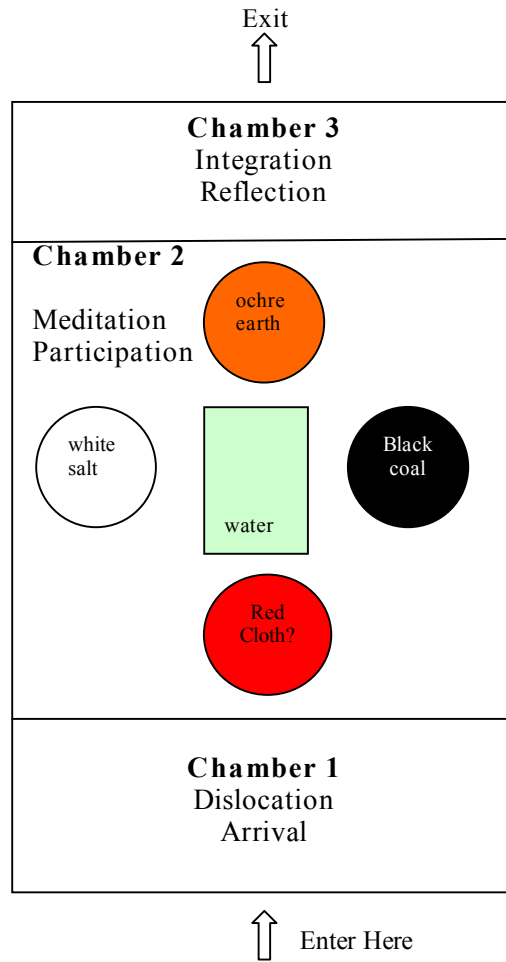 Exit
Chamber 3
Integration
Reflection
Chamber 2
Meditation
Participation
ochre
earth
white
salt
water
Black
coal
Red
Cloth?
Chamber 1
Dislocation
Arrival
Enter Here